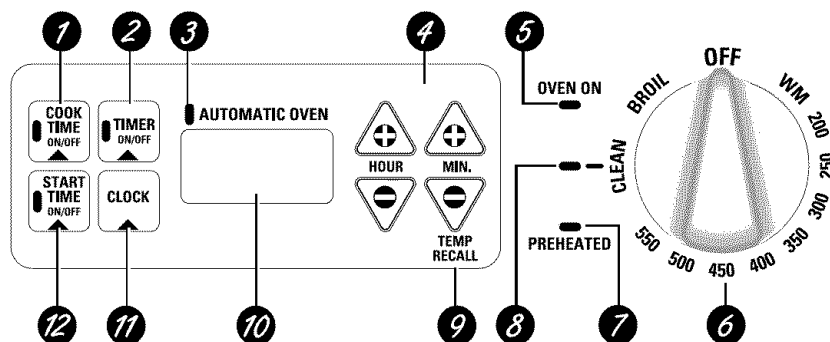 1
2
3
4
5
COOK
TIME
ON/OFF
TIMER
ON/OFF
AUTOMATIC OVEN
HOUR
MIN.
START
TIME
ON/OFF
CLOCK
TEMP
RECALL
OVEN ON
CLEAN
PREHEATED
OFF
WM
200
250
300
350
400
450
500
550
BROIL
12
11
10
9
8
7
6